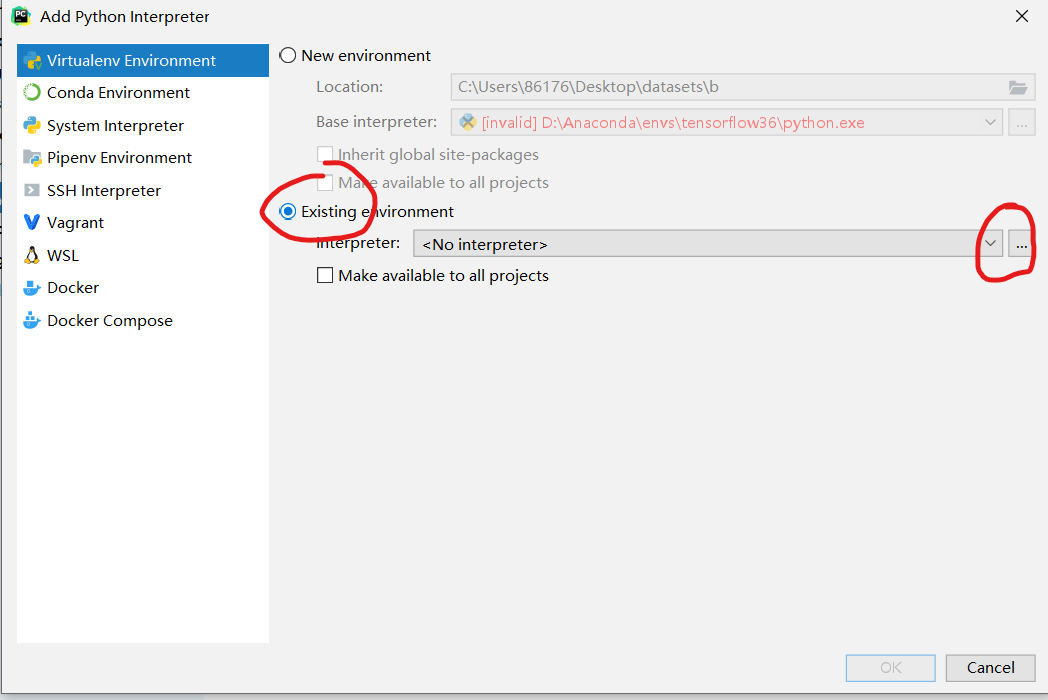 PC
Add Python Interpreter
Virtualenv Environment
Conda Environment
System Interpreter
Pipenv Environment
SSH Interpreter
Vagrant
WSL
Docker
Docker Compose
New environment
Location: C:\Users\86176\Desktop\datasets\b
Base interpreter: [invalid] D:\Anaconda\envs\tensorflow36\python.exe ...
Inherit global site-packages
Make available to all projects
Existing environment
Interpreter: <No interpreter> ...
Make available to all projects
OK Cancel